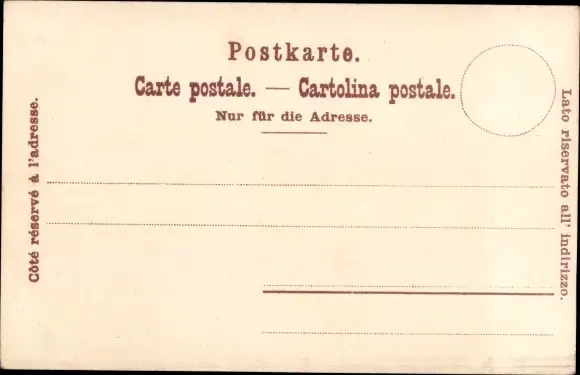 Postkarte.
Carte postale. — Cartolina postale.
Nur für die Adresse.
Côté réservé à l'adresse.
Lato riservato all' indirizzo.